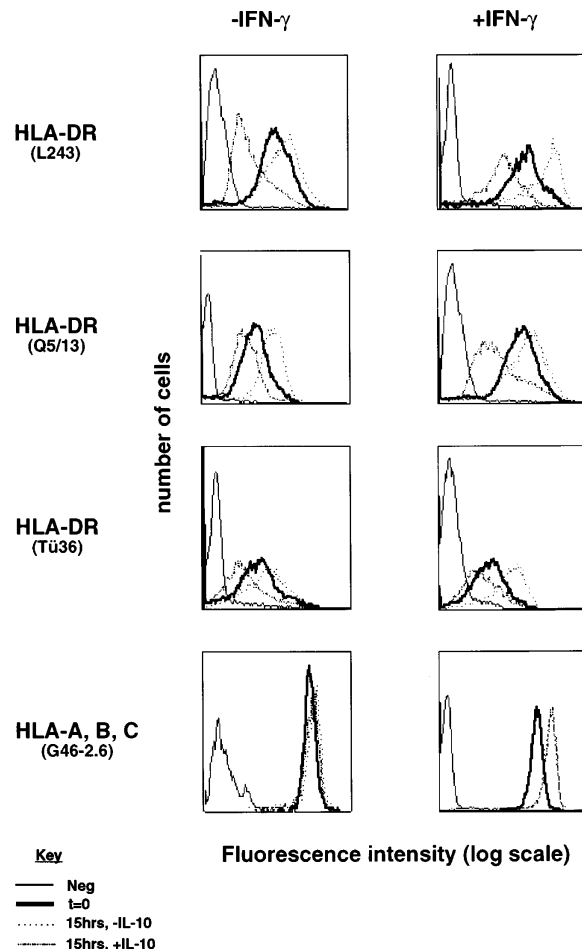 -IFN-γ
+IFN-γ
HLA-DR
(L243)
HLA-DR
(Q5/13)
number of cells
HLA-DR
(Tü36)
HLA-A, B, C
(G46-2.6)
Key
Fluorescence intensity (log scale)
Neg
t=0
15hrs, -IL-10
15hrs, +IL-10